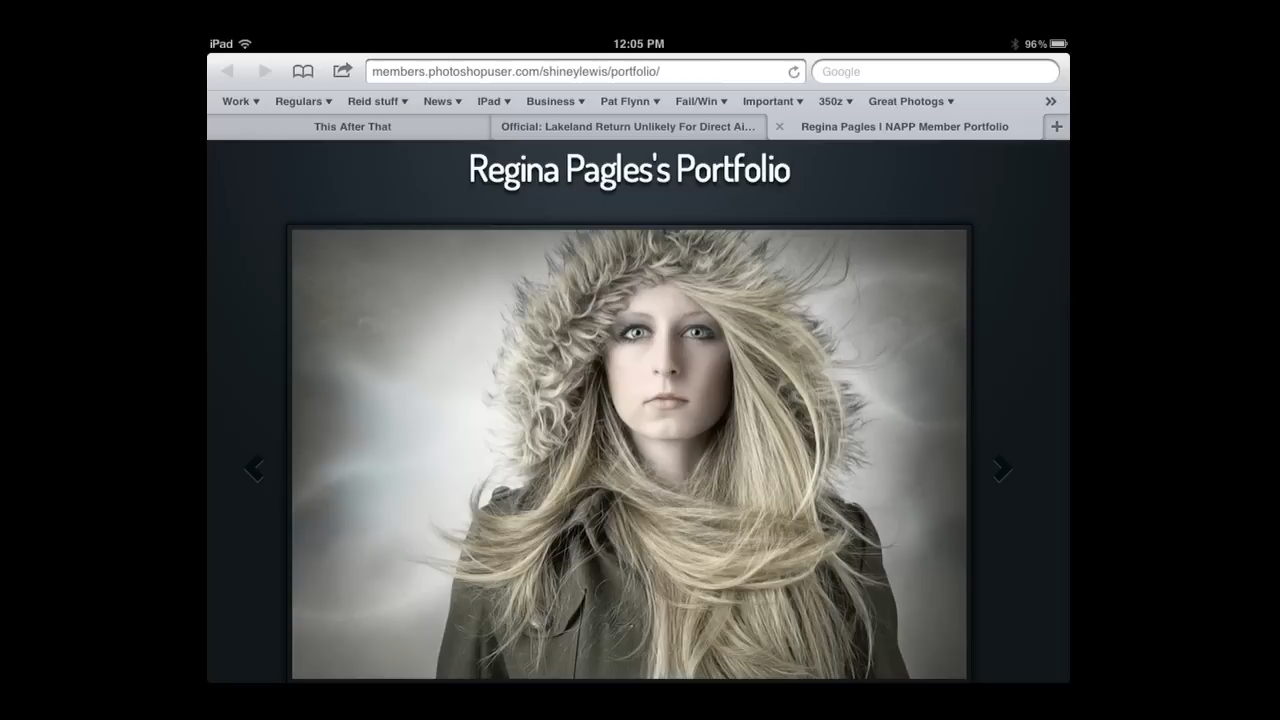 iPad 12:05 PM 96%
members.photoshopuser.com/shineylewis/portfolio/ Google
Work Regulars Reid stuff News IPad Business Pat Flynn Fail/Win Important 350z Great Photogs
This After That Official: Lakeland Return Unlikely For Direct Ai... Regina Pagles | NAPP Member Portfolio
Regina Pagles's Portfolio